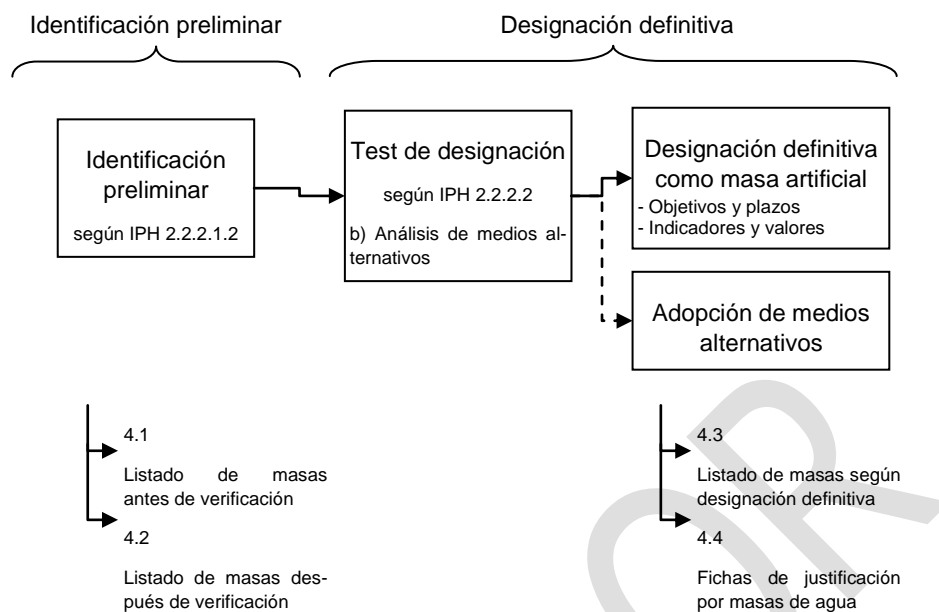 Identificación preliminar
Designación definitiva
Identificación
preliminar
según IPH 2.2.2.1.2
Test de designación
según IPH 2.2.2.2
b) Análisis de medios al-
ternativos
Designación definitiva
como masa artificial
- Objetivos y plazos
- Indicadores y valores
Adopción de medios
alternativos
4.1
Listado de masas
antes de verificación
4.2
Listado de masas des-
pués de verificación
4.3
Listado de masas según
designación definitiva
4.4
Fichas de justificación
por masas de agua
OR